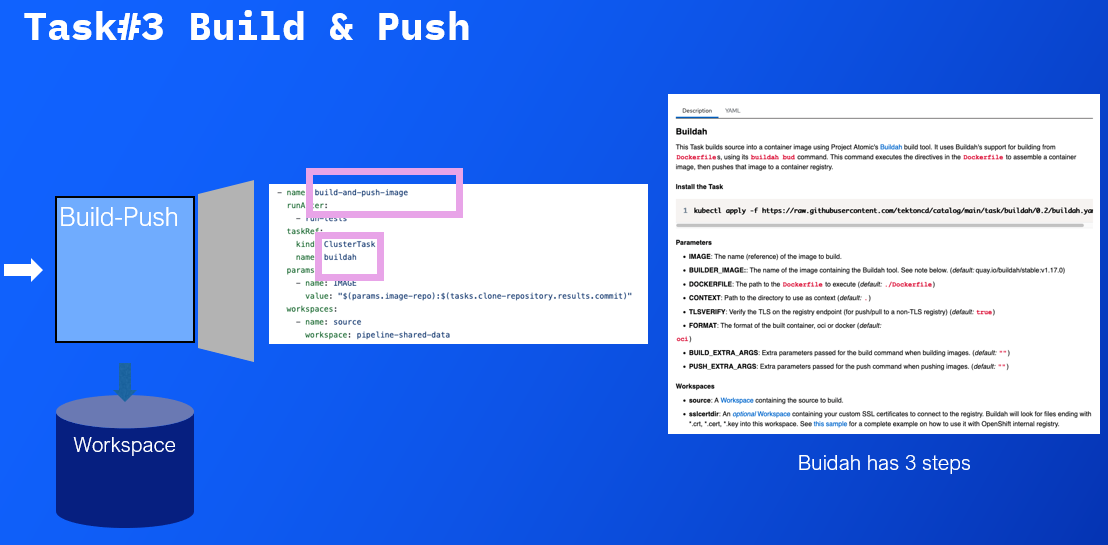 Task#3 Build & Push
Build-Push
Workspace
- name: build-and-push-image
runAfter:
- run-tests
taskRef:
kind: ClusterTask
name: buildah
params:
- name: IMAGE
value: "$(params.image-repo):$(tasks.clone-repository.results.commit)"
workspaces:
- name: source
workspace: pipeline-shared-data
Description YAML
Buildah
This Task builds source into a container image using Project Atomic's Buildah build tool. It uses Buildah's support for building from
Dockerfiles, using its buildah bud command. This command executes the directives in the Dockerfile to assemble a container
image, then pushes that image to a container registry.
Install the Task
1 kubectl apply -f https://raw.githubusercontent.com/tektoncd/catalog/main/task/buildah/0.2/buildah.ya
Parameters
• IMAGE: The name (reference) of the image to build.
• BUILDER_IMAGE:: The name of the image containing the Buildah tool. See note below. (default: quay.io/buildah/stable:v1.17.0)
• DOCKERFILE: The path to the Dockerfile to execute (default: ./Dockerfile)
• CONTEXT: Path to the directory to use as context (default: .)
• TLSVERIFY: Verify the TLS on the registry endpoint (for push/pull to a non-TLS registry) (default: true)
• FORMAT: The format of the built container, oci or docker (default:
oci)
• BUILD_EXTRA_ARGS: Extra parameters passed for the build command when building images. (default: "")
• PUSH_EXTRA_ARGS: Extra parameters passed for the push command when pushing images. (default: "")
Workspaces
• source: A Workspace containing the source to build.
• sslcertdir: An optional Workspace containing your custom SSL certificates to connect to the registry. Buildah will look for files ending with
*.crt, *.cert, *.key into this workspace. See this sample for a complete example on how to use it with OpenShift internal registry.
Buidah has 3 steps